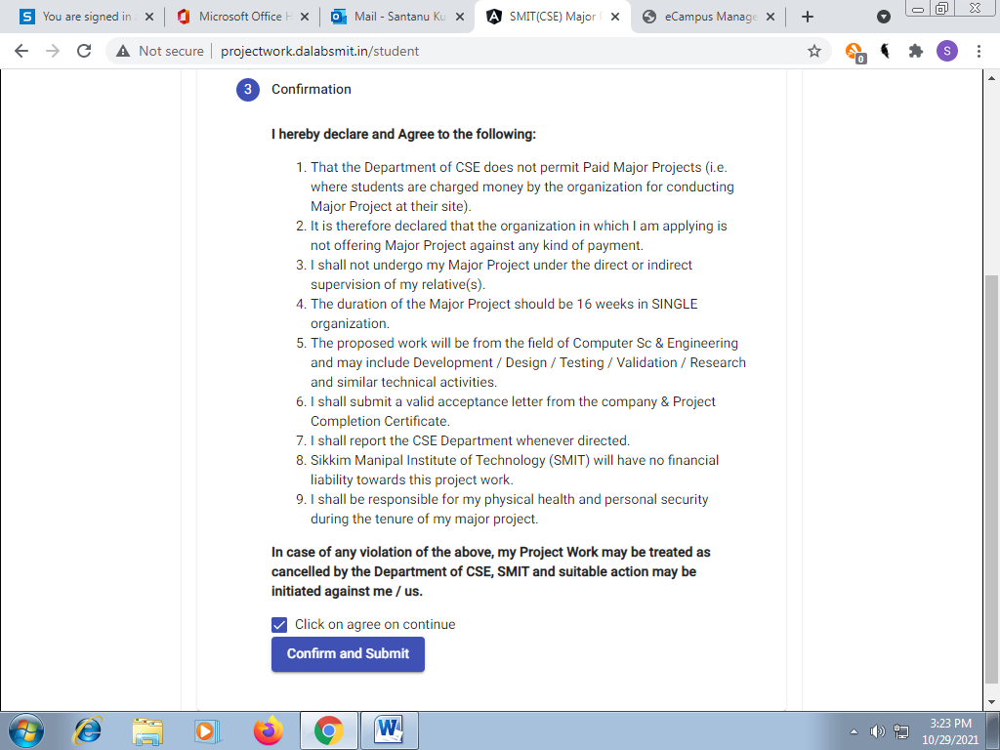 You are signed in
Microsoft Office H
Mail - Santanu Ku
SMIT(CSE) Major
eCampus Manage
Not secure
projectwork.dalabsmit.in/student
0
S
3 Confirmation
I hereby declare and Agree to the following:
1. That the Department of CSE does not permit Paid Major Projects (i.e.
where students are charged money by the organization for conducting
Major Project at their site).
2. It is therefore declared that the organization in which I am applying is
not offering Major Project against any kind of payment.
3. I shall not undergo my Major Project under the direct or indirect
supervision of my relative(s).
4. The duration of the Major Project should be 16 weeks in SINGLE
organization.
5. The proposed work will be from the field of Computer Sc & Engineering
and may include Development / Design / Testing / Validation / Research
and similar technical activities.
6. I shall submit a valid acceptance letter from the company & Project
Completion Certificate.
7. I shall report the CSE Department whenever directed.
8. Sikkim Manipal Institute of Technology (SMIT) will have no financial
liability towards this project work.
9. I shall be responsible for my physical health and personal security
during the tenure of my major project.
In case of any violation of the above, my Project Work may be treated as
cancelled by the Department of CSE, SMIT and suitable action may be
initiated against me / us.
Click on agree on continue
Confirm and Submit
3:23 PM
10/29/2021